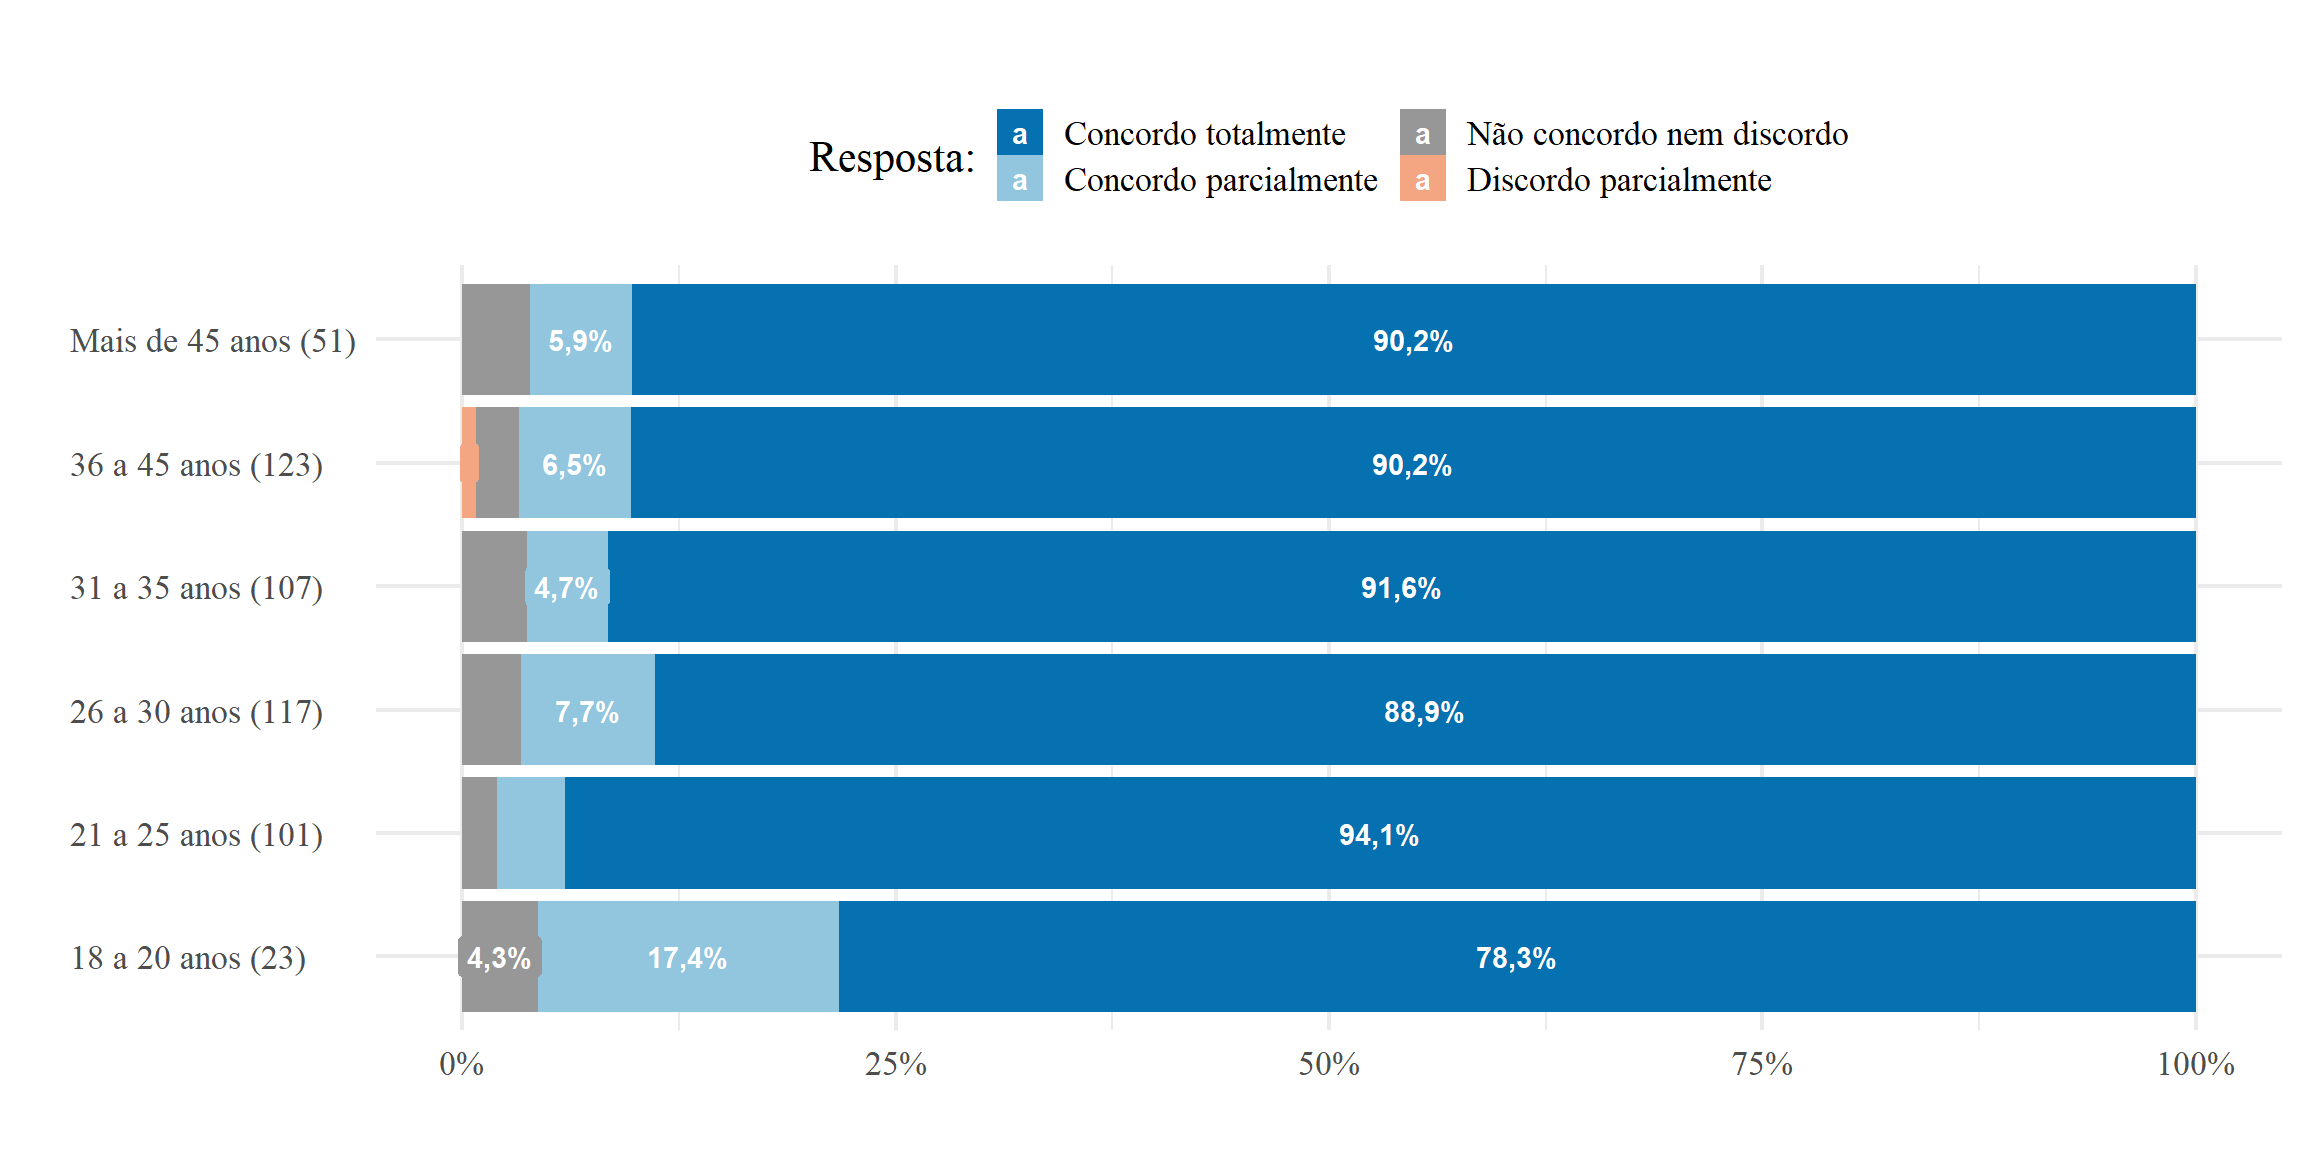 Resposta:
a Concordo totalmente
a Concordo parcialmente
a Não concordo nem discordo
a Discordo parcialmente
Mais de 45 anos (51) 5,9% 90,2%
36 a 45 anos (123) 6,5% 90,2%
31 a 35 anos (107) 4,7% 91,6%
26 a 30 anos (117) 7,7% 88,9%
21 a 25 anos (101) 94,1%
18 a 20 anos (23) 4,3% 17,4% 78,3%
0% 25% 50% 75% 100%